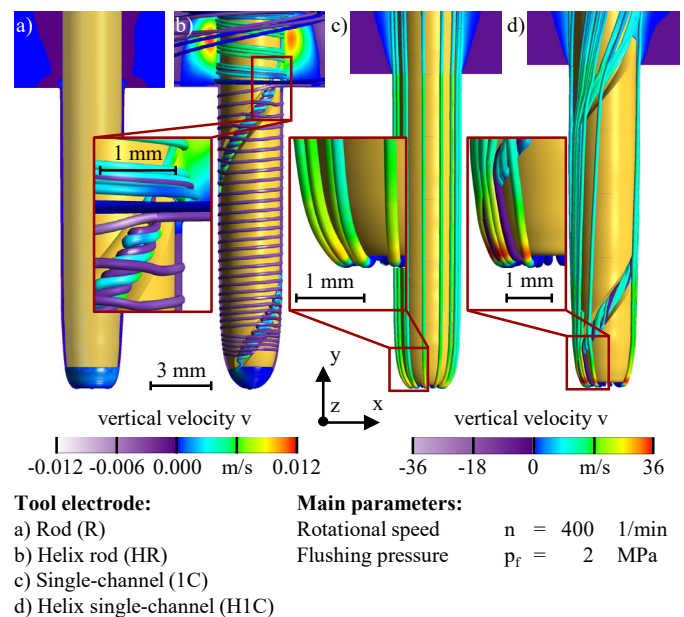 a) b) c) d)
1 mm
1 mm
1 mm
3 mm
y
z x
vertical velocity v
-0.012 -0.006 0.000 m/s 0.012
vertical velocity v
-36 -18 0 m/s 36
Tool electrode:
a) Rod (R)
b) Helix rod (HR)
c) Single-channel (1C)
d) Helix single-channel (H1C)
Main parameters:
Rotational speed n = 400 1/min
Flushing pressure pf = 2 MPa